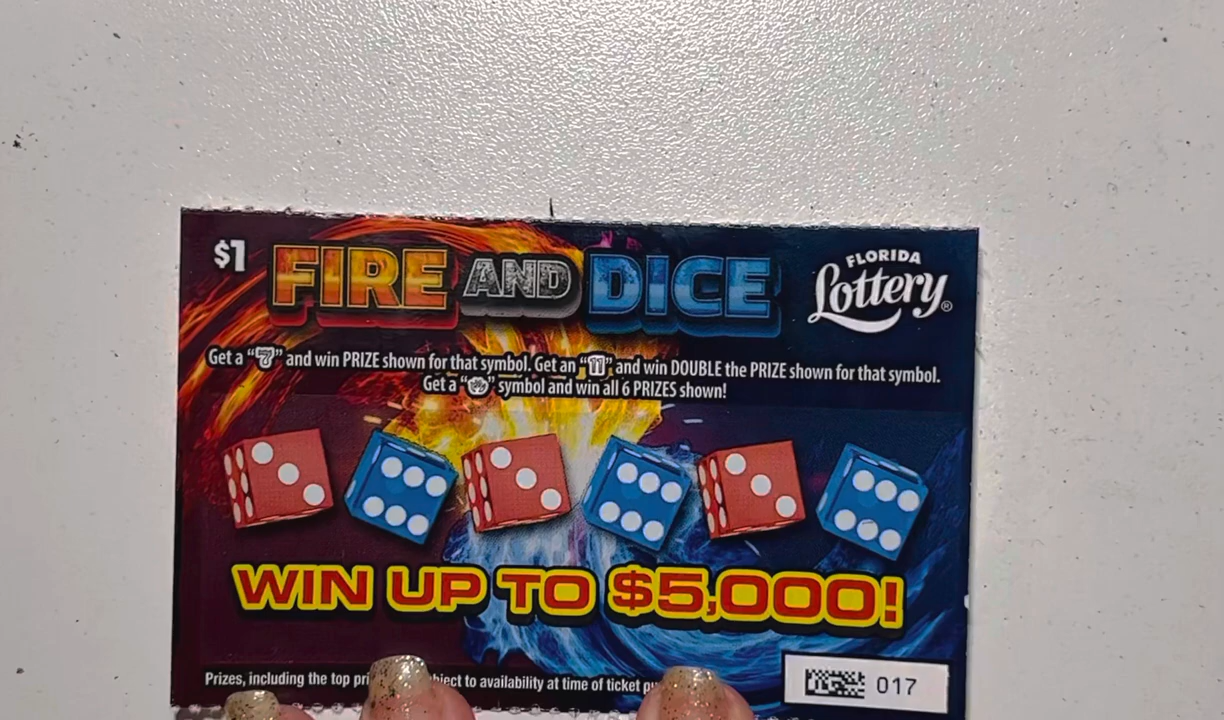 $1
FIRE AND DICE
FLORIDA
Lottery®
Get a "7" and win PRIZE shown for that symbol. Get an "11" and win DOUBLE the PRIZE shown for that symbol.
Get a " " symbol and win all 6 PRIZES shown!
WIN UP TO $5,000!
Prizes, including the top subject to availability at time of ticket
017